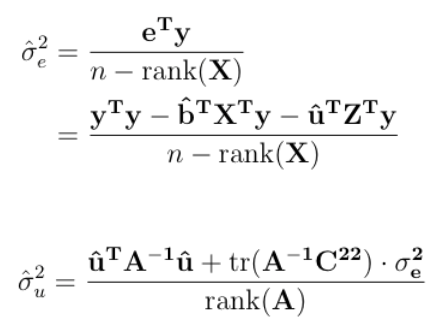 σ̂²ₑ = eᵀy / (n − rank(X))
= (yᵀy − b̂ᵀXᵀy − ûᵀZᵀy) / (n − rank(X))
σ̂²ᵤ = (ûᵀA⁻¹û + tr(A⁻¹C²²) · σ²ₑ) / rank(A)